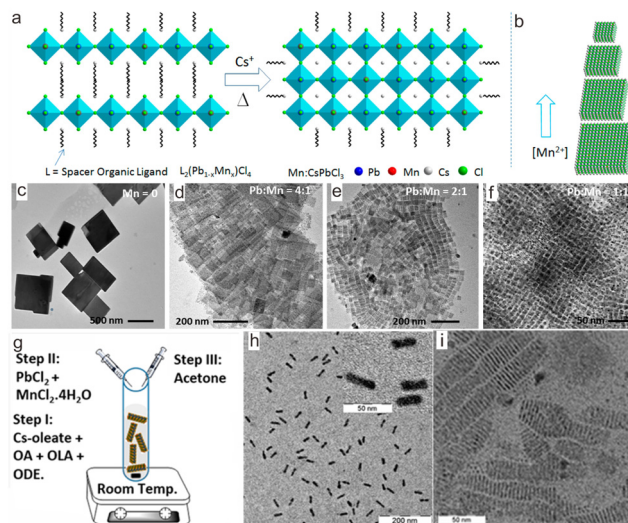 a
b
Cs⁺
Δ
[Mn²⁺]
L = Spacer Organic Ligand
L₂(Pb₁₋ₓMnₓ)Cl₄
Mn:CsPbCl₃
Pb
Mn
Cs
Cl
c
Mn = 0
500 nm
d
Pb:Mn = 4:1
200 nm
e
Pb:Mn = 2:1
200 nm
f
Pb:Mn = 1:1
50 nm
g
Step II:
PbCl₂ +
MnCl₂.4H₂O
Step III:
Acetone
Step I:
Cs-oleate +
OA + OLA +
ODE.
Room Temp.
h
50 nm
200 nm
i
50 nm